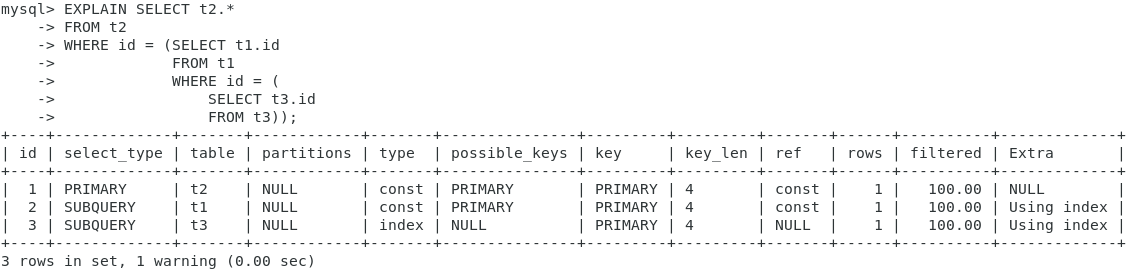 mysql> EXPLAIN SELECT t2.*
    -> FROM t2
    -> WHERE id = (SELECT t1.id
    ->             FROM t1
    ->             WHERE id = (
    ->                 SELECT t3.id
    ->                 FROM t3));
+----+-------------+-------+------------+-------+---------------+---------+---------+-------+------+----------+-------------+
| id | select_type | table | partitions | type  | possible_keys | key     | key_len | ref   | rows | filtered | Extra       |
+----+-------------+-------+------------+-------+---------------+---------+---------+-------+------+----------+-------------+
|  1 | PRIMARY     | t2    | NULL       | const | PRIMARY       | PRIMARY | 4       | const |    1 |   100.00 | NULL        |
|  2 | SUBQUERY    | t1    | NULL       | const | PRIMARY       | PRIMARY | 4       | const |    1 |   100.00 | Using index |
|  3 | SUBQUERY    | t3    | NULL       | index | NULL          | PRIMARY | 4       | NULL  |    1 |   100.00 | Using index |
+----+-------------+-------+------------+-------+---------------+---------+---------+-------+------+----------+-------------+
3 rows in set, 1 warning (0.00 sec)